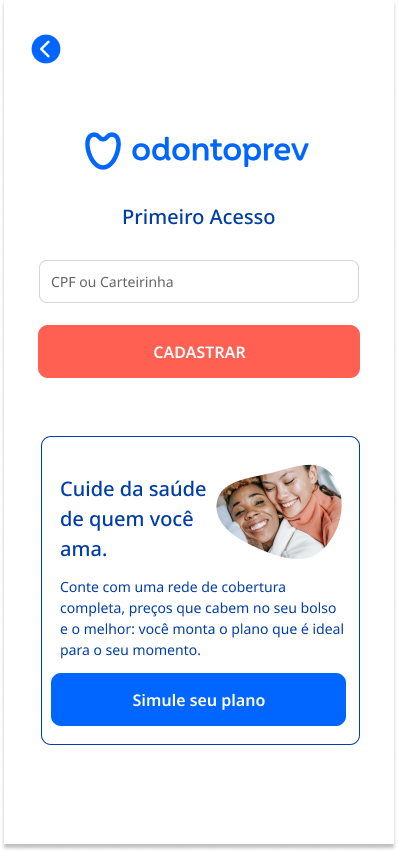 odontoprev
Primeiro Acesso
CPF ou Carteirinha
CADASTRAR
Cuide da saúde
de quem você
ama.
Conte com uma rede de cobertura
completa, preços que cabem no seu bolso
e o melhor: você monta o plano que é ideal
para o seu momento.
Simule seu plano